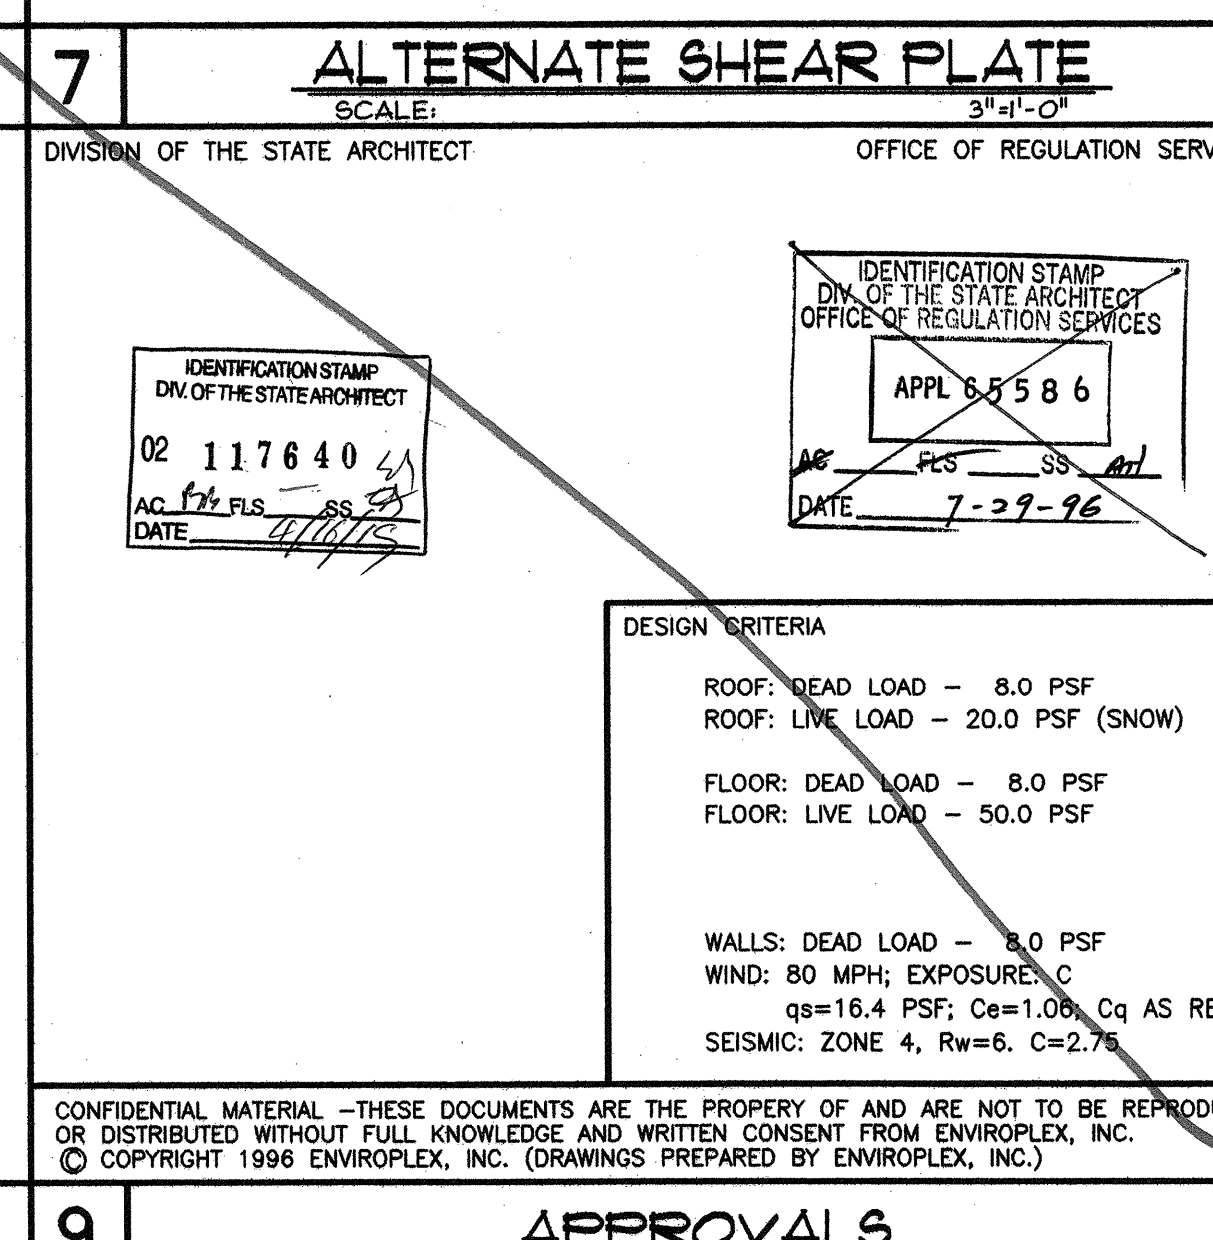 7
ALTERNATE SHEAR PLATE
SCALE: 3"=1'-0"
DIVISION OF THE STATE ARCHITECT
OFFICE OF REGULATION SERV
IDENTIFICATION STAMP
DIV. OF THE STATE ARCHITECT
OFFICE OF REGULATION SERVICES
APPL 65586
AC FLS SS
DATE 7-29-96
IDENTIFICATION STAMP
DIV. OF THE STATE ARCHITECT
02 117640
AC FLS SS
DATE 4/16/15
DESIGN CRITERIA
ROOF: DEAD LOAD - 8.0 PSF
ROOF: LIVE LOAD - 20.0 PSF (SNOW)
FLOOR: DEAD LOAD - 8.0 PSF
FLOOR: LIVE LOAD - 50.0 PSF
WALLS: DEAD LOAD - 8.0 PSF
WIND: 80 MPH; EXPOSURE: C
qs=16.4 PSF; Ce=1.06; Cq AS RE
SEISMIC: ZONE 4, Rw=6. C=2.75
CONFIDENTIAL MATERIAL -THESE DOCUMENTS ARE THE PROPERY OF AND ARE NOT TO BE REPRODU
OR DISTRIBUTED WITHOUT FULL KNOWLEDGE AND WRITTEN CONSENT FROM ENVIROPLEX, INC.
© COPYRIGHT 1996 ENVIROPLEX, INC. (DRAWINGS PREPARED BY ENVIROPLEX, INC.)
9
APPROVALS